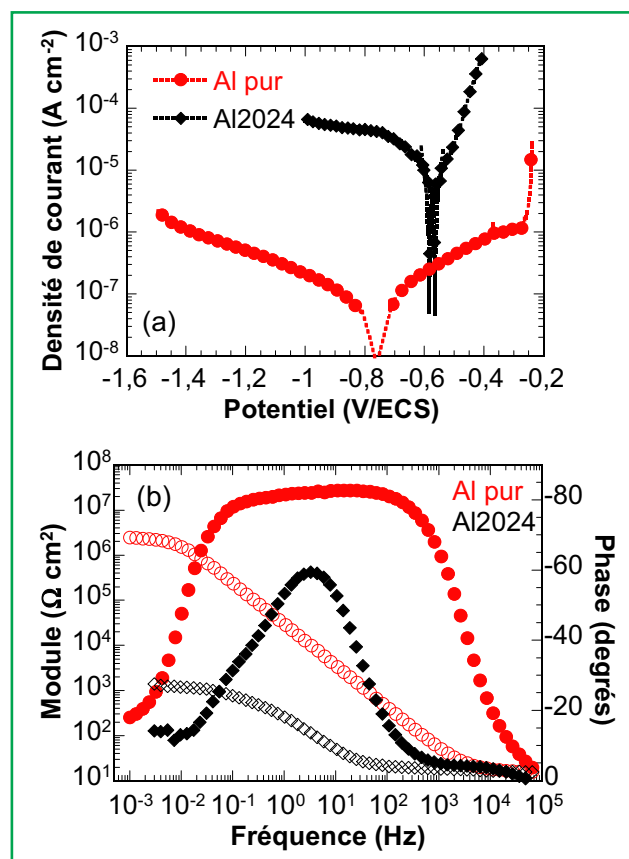 10-3
10-4
10-5
10-6
10-7
10-8
Densité de courant (A cm-2)
Al pur
Al2024
(a)
-1,6 -1,4 -1,2 -1 -0,8 -0,6 -0,4 -0,2
Potentiel (V/ECS)
108
107
106
105
104
103
102
101
Module (Ω cm2)
(b)
Al pur
Al2024
-80
-60
-40
-20
0
Phase (degrés)
10-3 10-2 10-1 100 101 102 103 104 105
Fréquence (Hz)